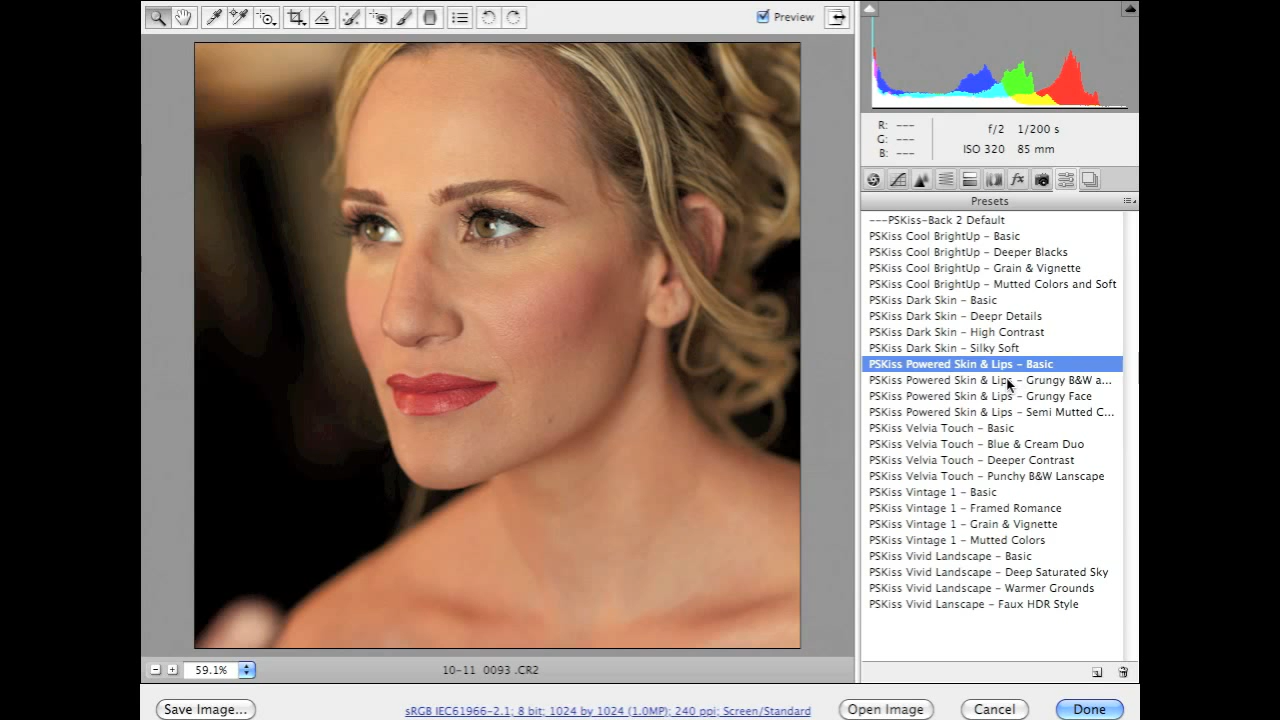 Preview
R: ---
G: ---
B: ---
f/2 1/200 s
ISO 320 85 mm
fx
Presets
---PSKiss-Back 2 Default
PSKiss Cool BrightUp - Basic
PSKiss Cool BrightUp - Deeper Blacks
PSKiss Cool BrightUp - Grain & Vignette
PSKiss Cool BrightUp - Mutted Colors and Soft
PSKiss Dark Skin - Basic
PSKiss Dark Skin - Deepr Details
PSKiss Dark Skin - High Contrast
PSKiss Dark Skin - Silky Soft
PSKiss Powered Skin & Lips - Basic
PSKiss Powered Skin & Lips - Grungy B&W a...
PSKiss Powered Skin & Lips - Grungy Face
PSKiss Powered Skin & Lips - Semi Mutted C...
PSKiss Velvia Touch - Basic
PSKiss Velvia Touch - Blue & Cream Duo
PSKiss Velvia Touch - Deeper Contrast
PSKiss Velvia Touch - Punchy B&W Lanscape
PSKiss Vintage 1 - Basic
PSKiss Vintage 1 - Framed Romance
PSKiss Vintage 1 - Grain & Vignette
PSKiss Vintage 1 - Mutted Colors
PSKiss Vivid Landscape - Basic
PSKiss Vivid Landscape - Deep Saturated Sky
PSKiss Vivid Landscape - Warmer Grounds
PSKiss Vivid Lanscape - Faux HDR Style
59.1%
10-11 0093 .CR2
Save Image...
sRGB IEC61966-2.1; 8 bit; 1024 by 1024 (1.0MP); 240 ppi; Screen/Standard
Open Image
Cancel
Done